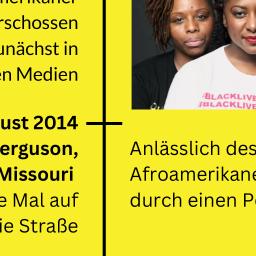 erikaner
rschossen
unächst in
en Medien
ust 2014
erguson,
Missouri
e Mal auf
ie Straße
#BLACKLIVE
#BLACKLIVE
Anlässlich des
Afroamerikane
durch einen Po